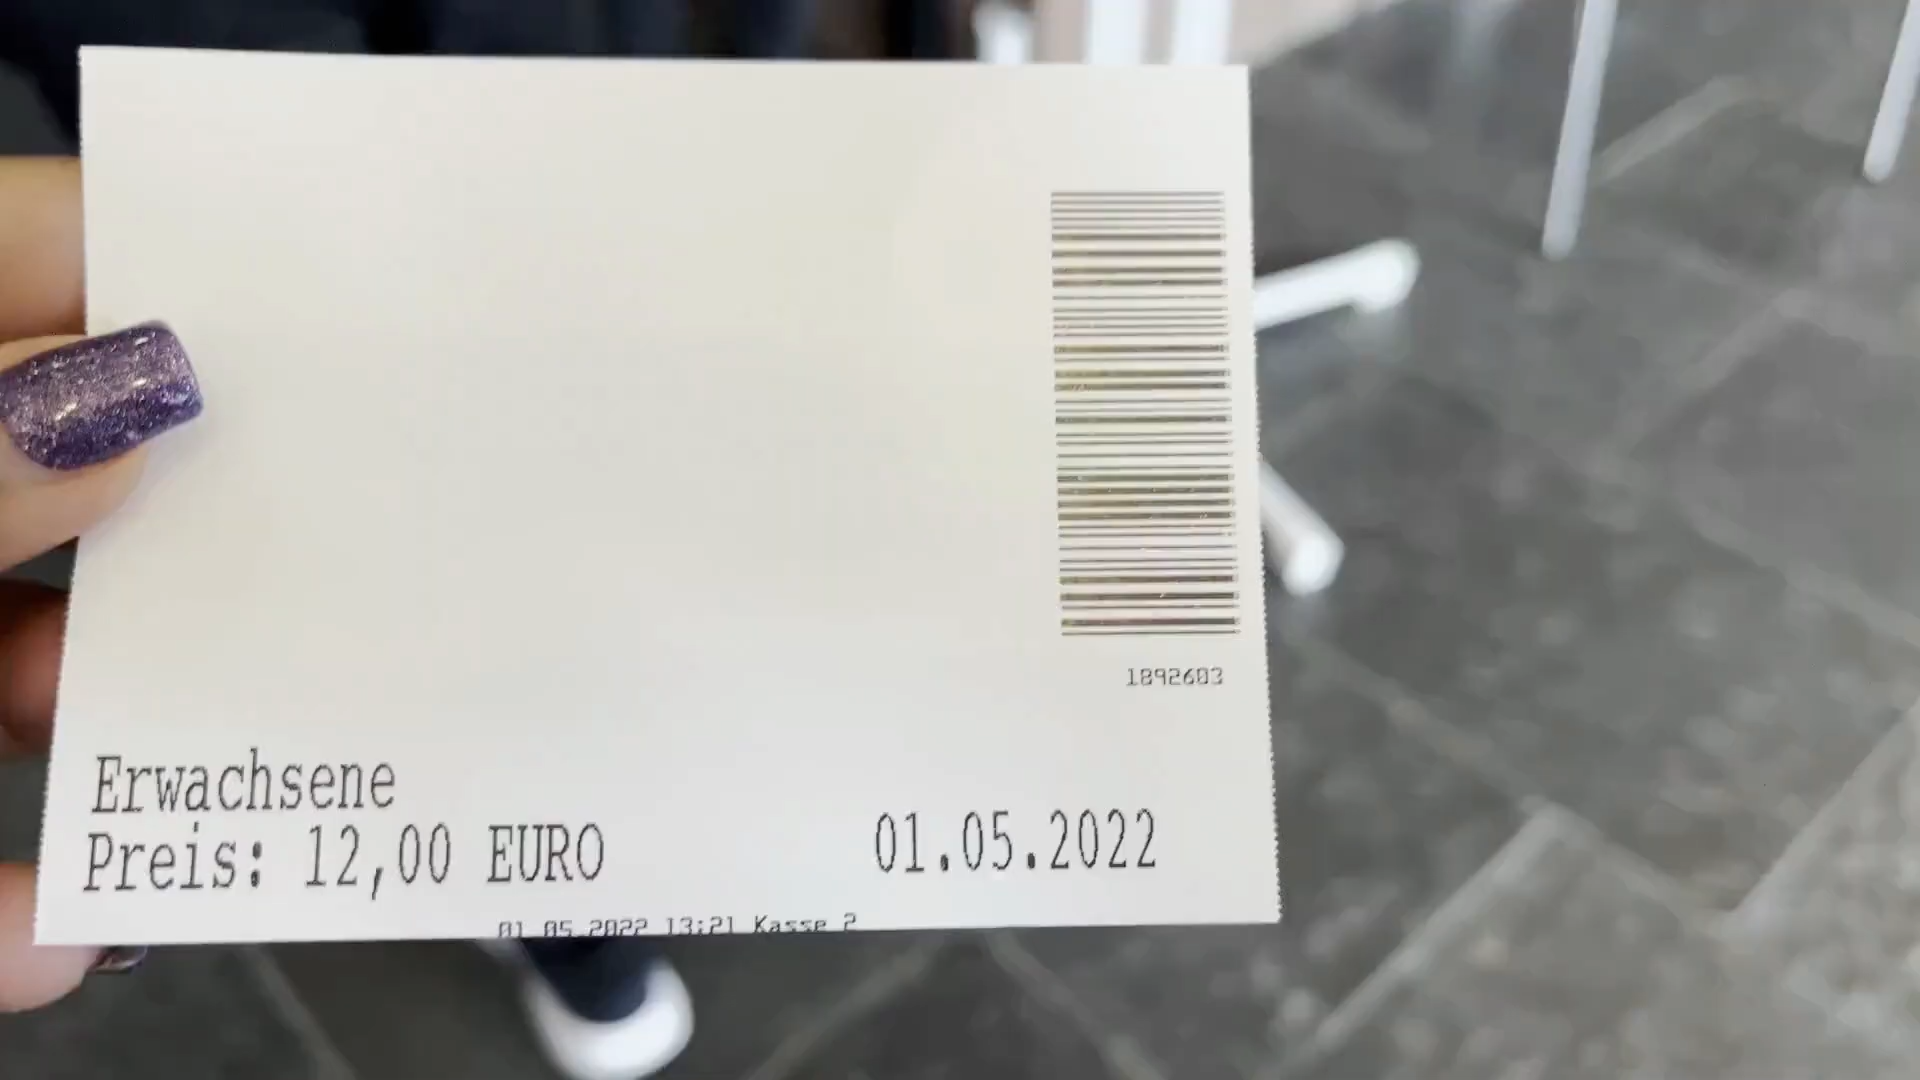 1892603
Erwachsene
Preis: 12,00 EURO
01.05.2022
01.05.2022 13:21 Kasse 2